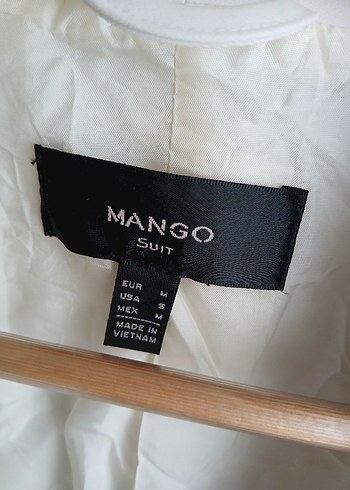 MANGO
SUIT
EUR M
USA S
MEX M
MADE IN
VIETNAM